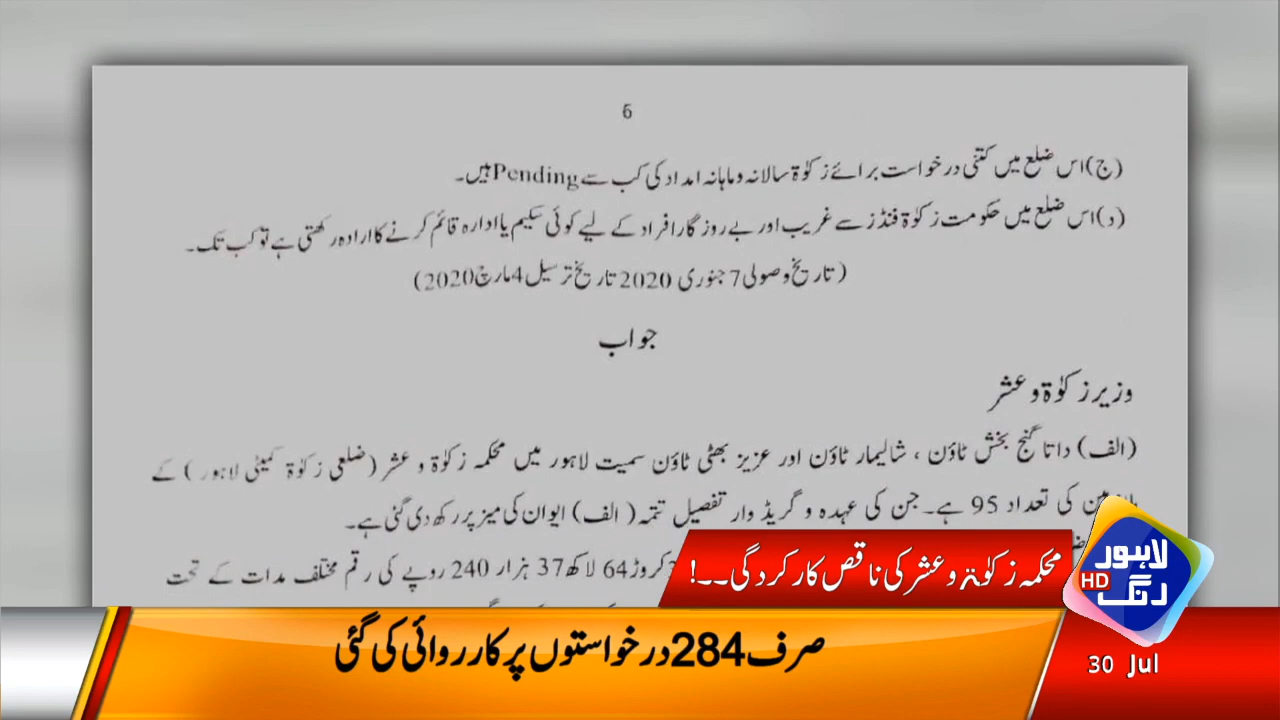 6
(ج) اس ضلع میں کتنی درخواست برائے زکوٰۃ سالانہ و ماہانہ امداد کی کب سے Pending ہیں۔
(د) اس ضلع میں حکومت زکوٰۃ فنڈز سے غریب اور بے روزگار افراد کے لیے کوئی سکیم یا ادارہ قائم کرنے کا ارادہ رکھتی ہے تو کب تک۔
(تاریخ وصولی 7 جنوری 2020 تاریخ ترسیل 4 مارچ 2020)
جواب
وزیر زکوٰۃ و عشر
(الف) داتا گنج بخش ٹاؤن ، شالیمار ٹاؤن اور عزیز بھٹی ٹاؤن سمیت لاہور میں محکمہ زکوٰۃ و عشر (ضلعی زکوٰۃ کمیٹی لاہور) کے
کی تعداد 95 ہے۔ جن کی عہدہ و گریڈ وار تفصیل تتمہ (الف) ایوان کی میز پر رکھ دی گئی ہے۔
کروڑ 64 لاکھ 37 ہزار 240 روپے کی رقم مختلف مدات کے تحت
محکمہ زکوٰۃ و عشر کی ناقص کارکردگی۔۔!
لاہور
رنگ
HD
صرف 284 درخواستوں پر کارروائی کی گئی
30 Jul